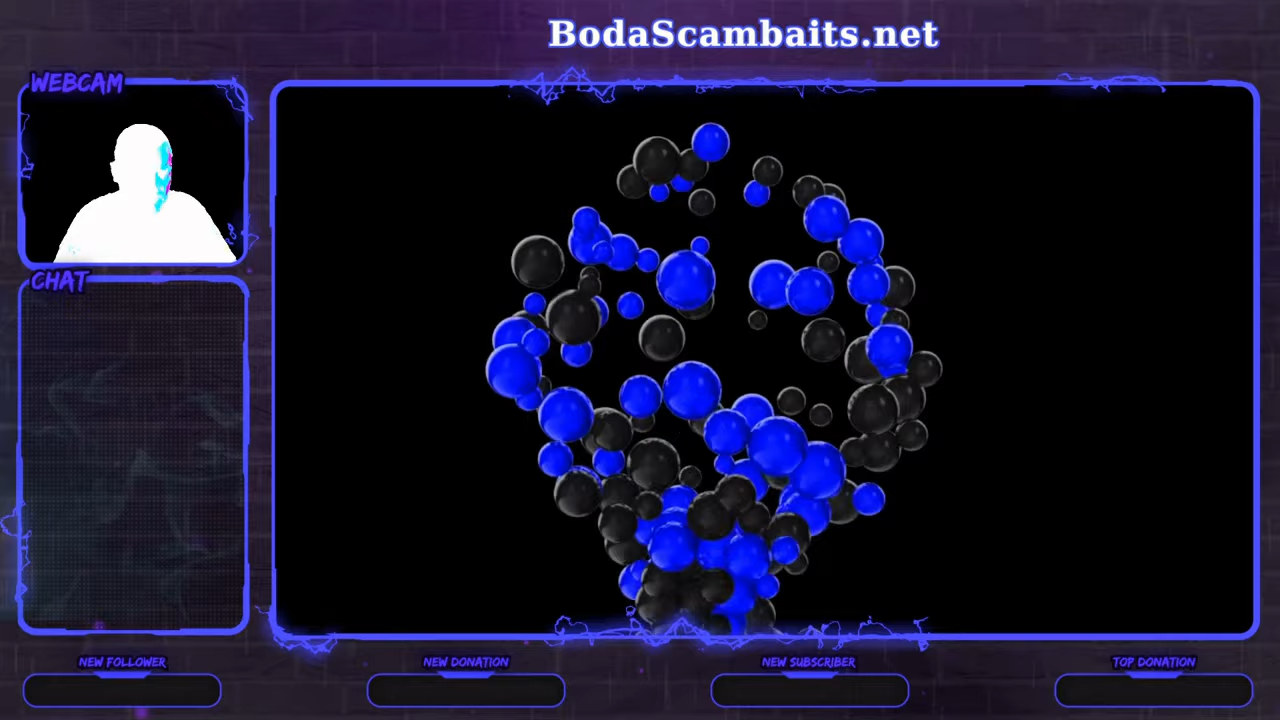 BodaScambaits.net
WEBCAM
CHAT
NEW FOLLOWER
NEW DONATION
NEW SUBSCRIBER
TOP DONATION